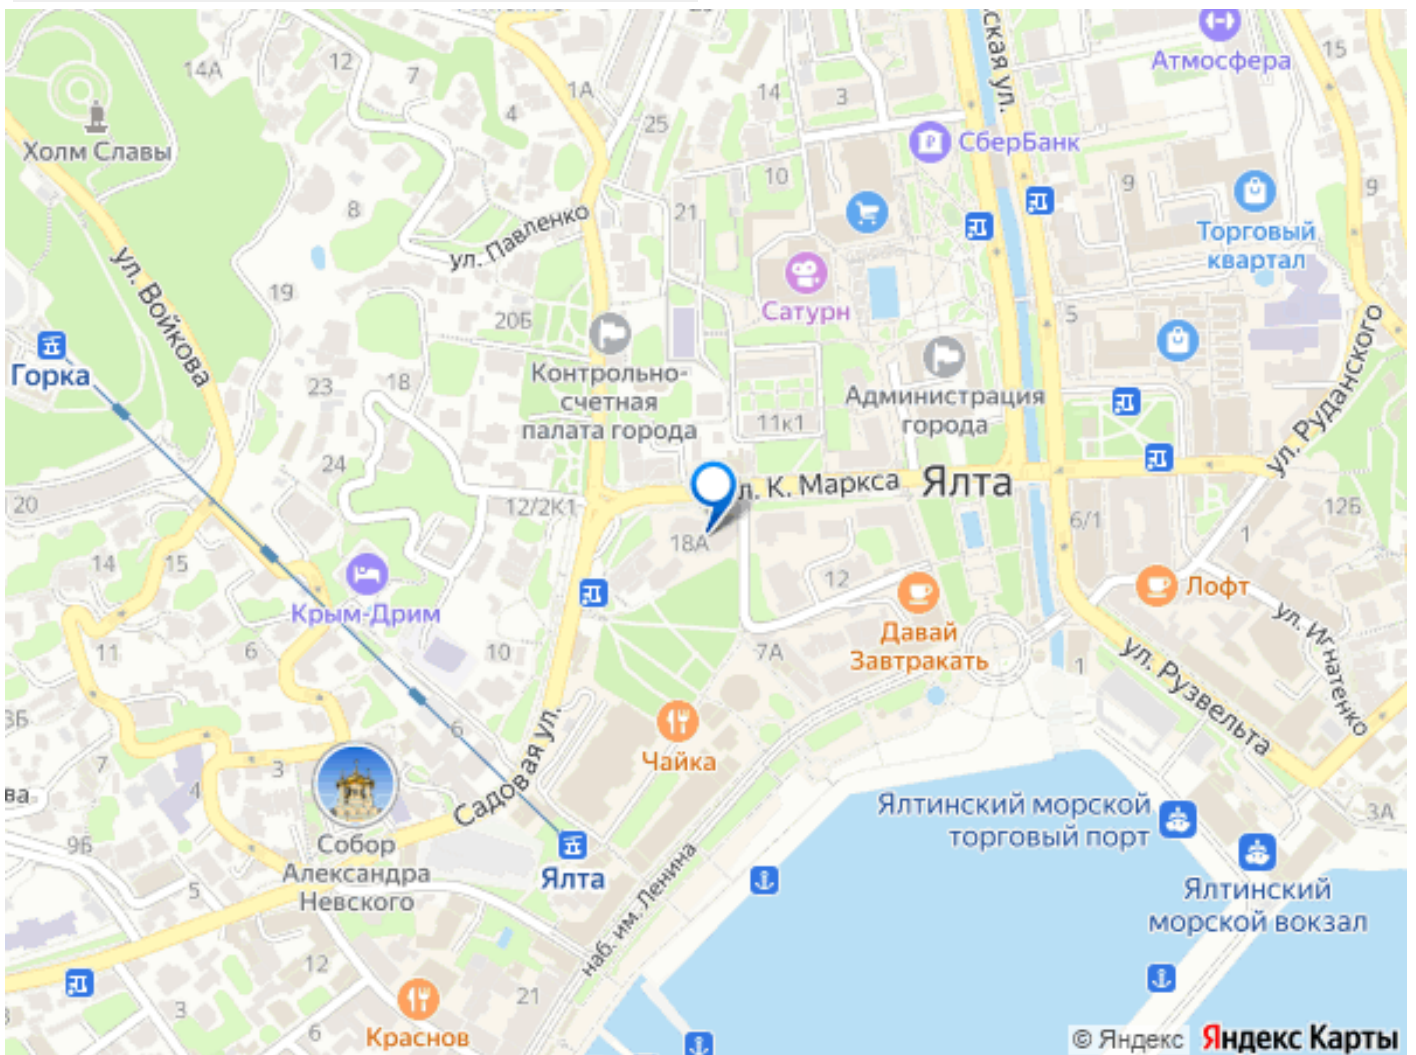 14А
12
7
4
1А
25
14
3
ская ул.
Атмосфера
15
СберБанк
Холм Славы
8
ул. Павленко
21
10
9
9
Торговый
квартал
ул. Войкова
19
20Б
Сатурн
5
Горка
23
18
Контрольно-
счетная
палата города
11к1
Администрация
города
ул. Руданского
24
20
12/2К1
л. К. Маркса
Ялта
6/1
12Б
1
18А
14
15
Крым-Дрим
12
Давай
Завтракать
Лофт
ул. Игнатенко
11
6
10
7А
1
ул. Рузвельта
3Б
6
Чайка
7
4
3
Садовая ул.
ва
9Б
Собор
Александра
Невского
5
Ялта
наб. им. Ленина
Ялтинский морской
торговый порт
3А
Ялтинский
морской вокзал
12
3
6
21
Краснов
© Яндекс Яндекс Карты